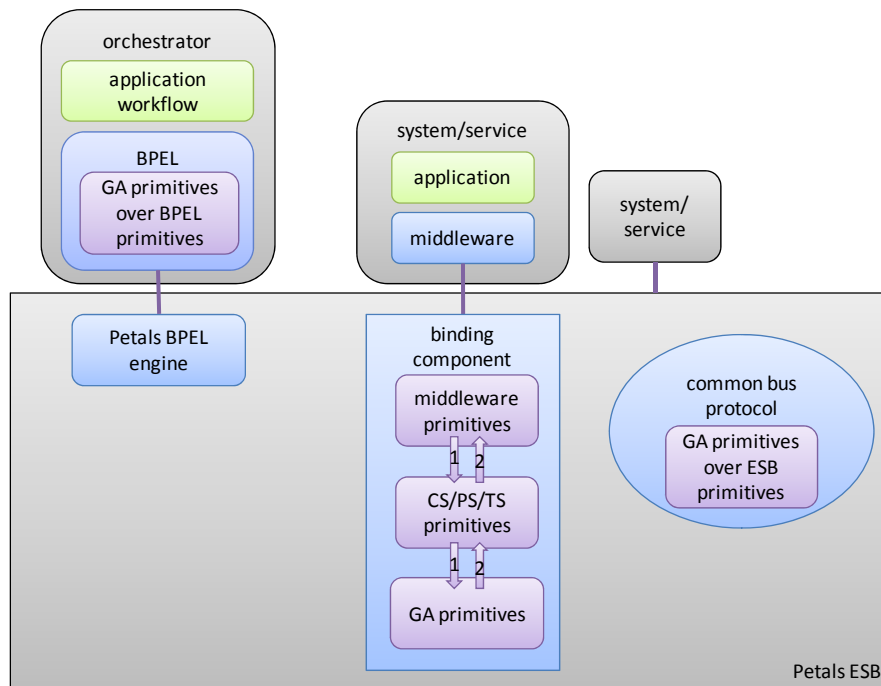 orchestrator
application
workflow
BPEL
GA primitives
over BPEL
primitives
system/service
application
middleware
system/
service
Petals BPEL
engine
binding
component
middleware
primitives
1
2
CS/PS/TS
primitives
1
2
GA primitives
common bus
protocol
GA primitives
over ESB
primitives
Petals ESB